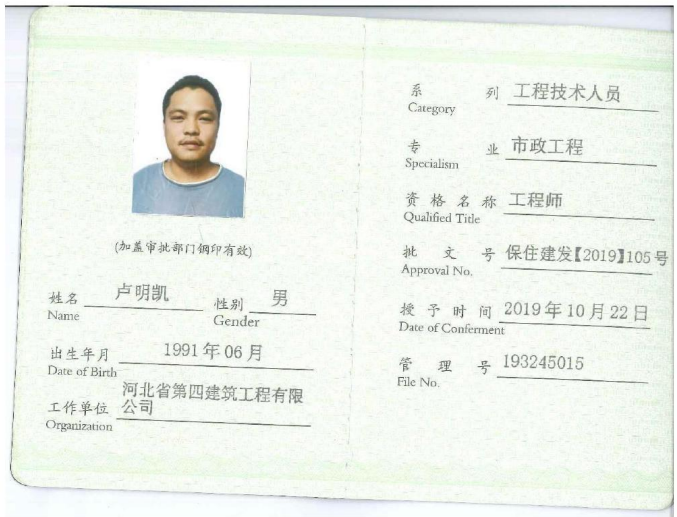 (加盖审批部门钢印有效)
姓名 卢明凯 性别 男
Name Gender
出生年月 1991年06月
Date of Birth
河北省第四建筑工程有限
工作单位 公司
Organization
系 列 工程技术人员
Category
专 业 市政工程
Specialism
资格名称 工程师
Qualified Title
批 文 号 保住建发【2019】105号
Approval No.
授予时间 2019年10月22日
Date of Conferment
管 理 号 193245015
File No.